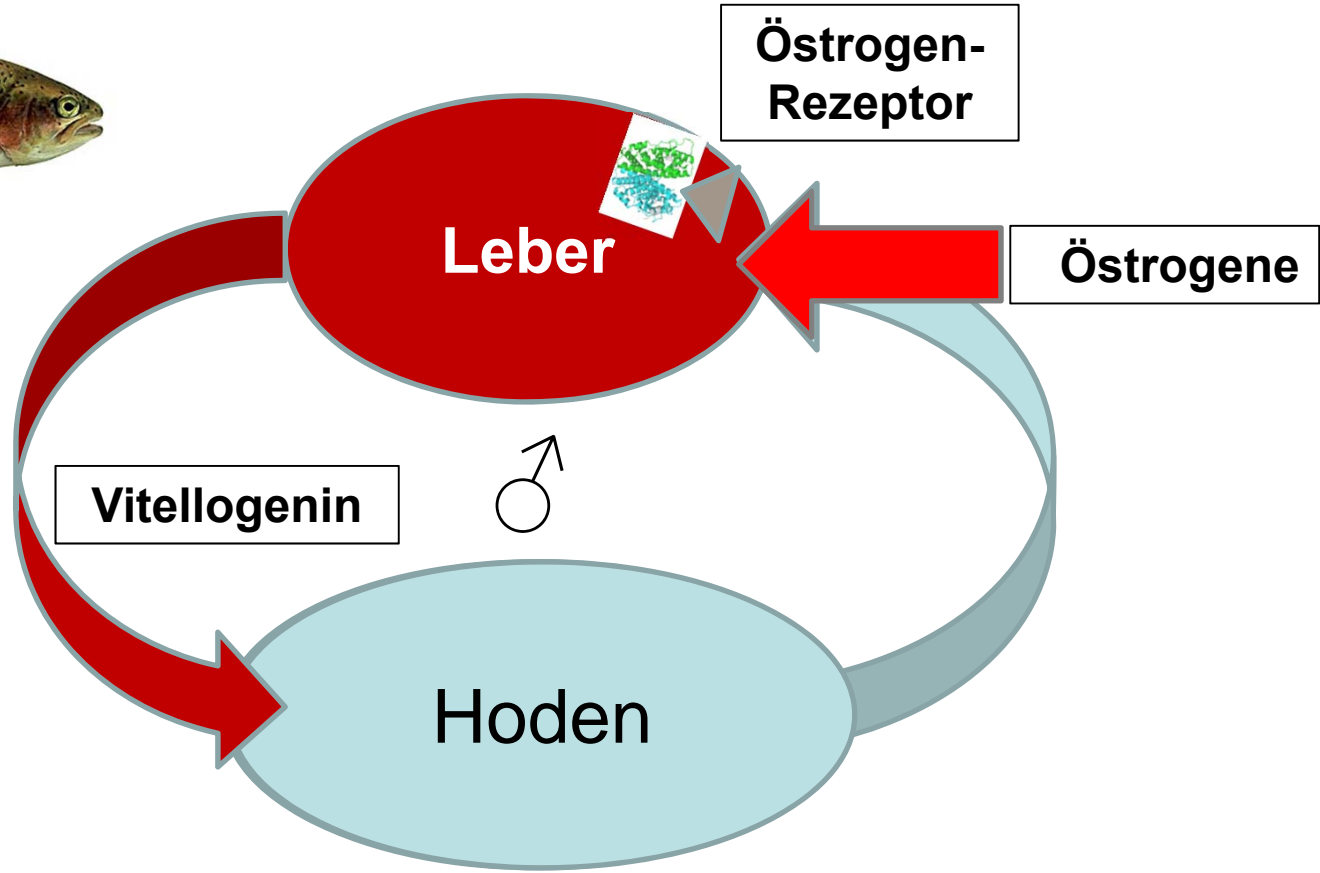 Östrogen-
Rezeptor
Leber
Östrogene
Vitellogenin
Hoden